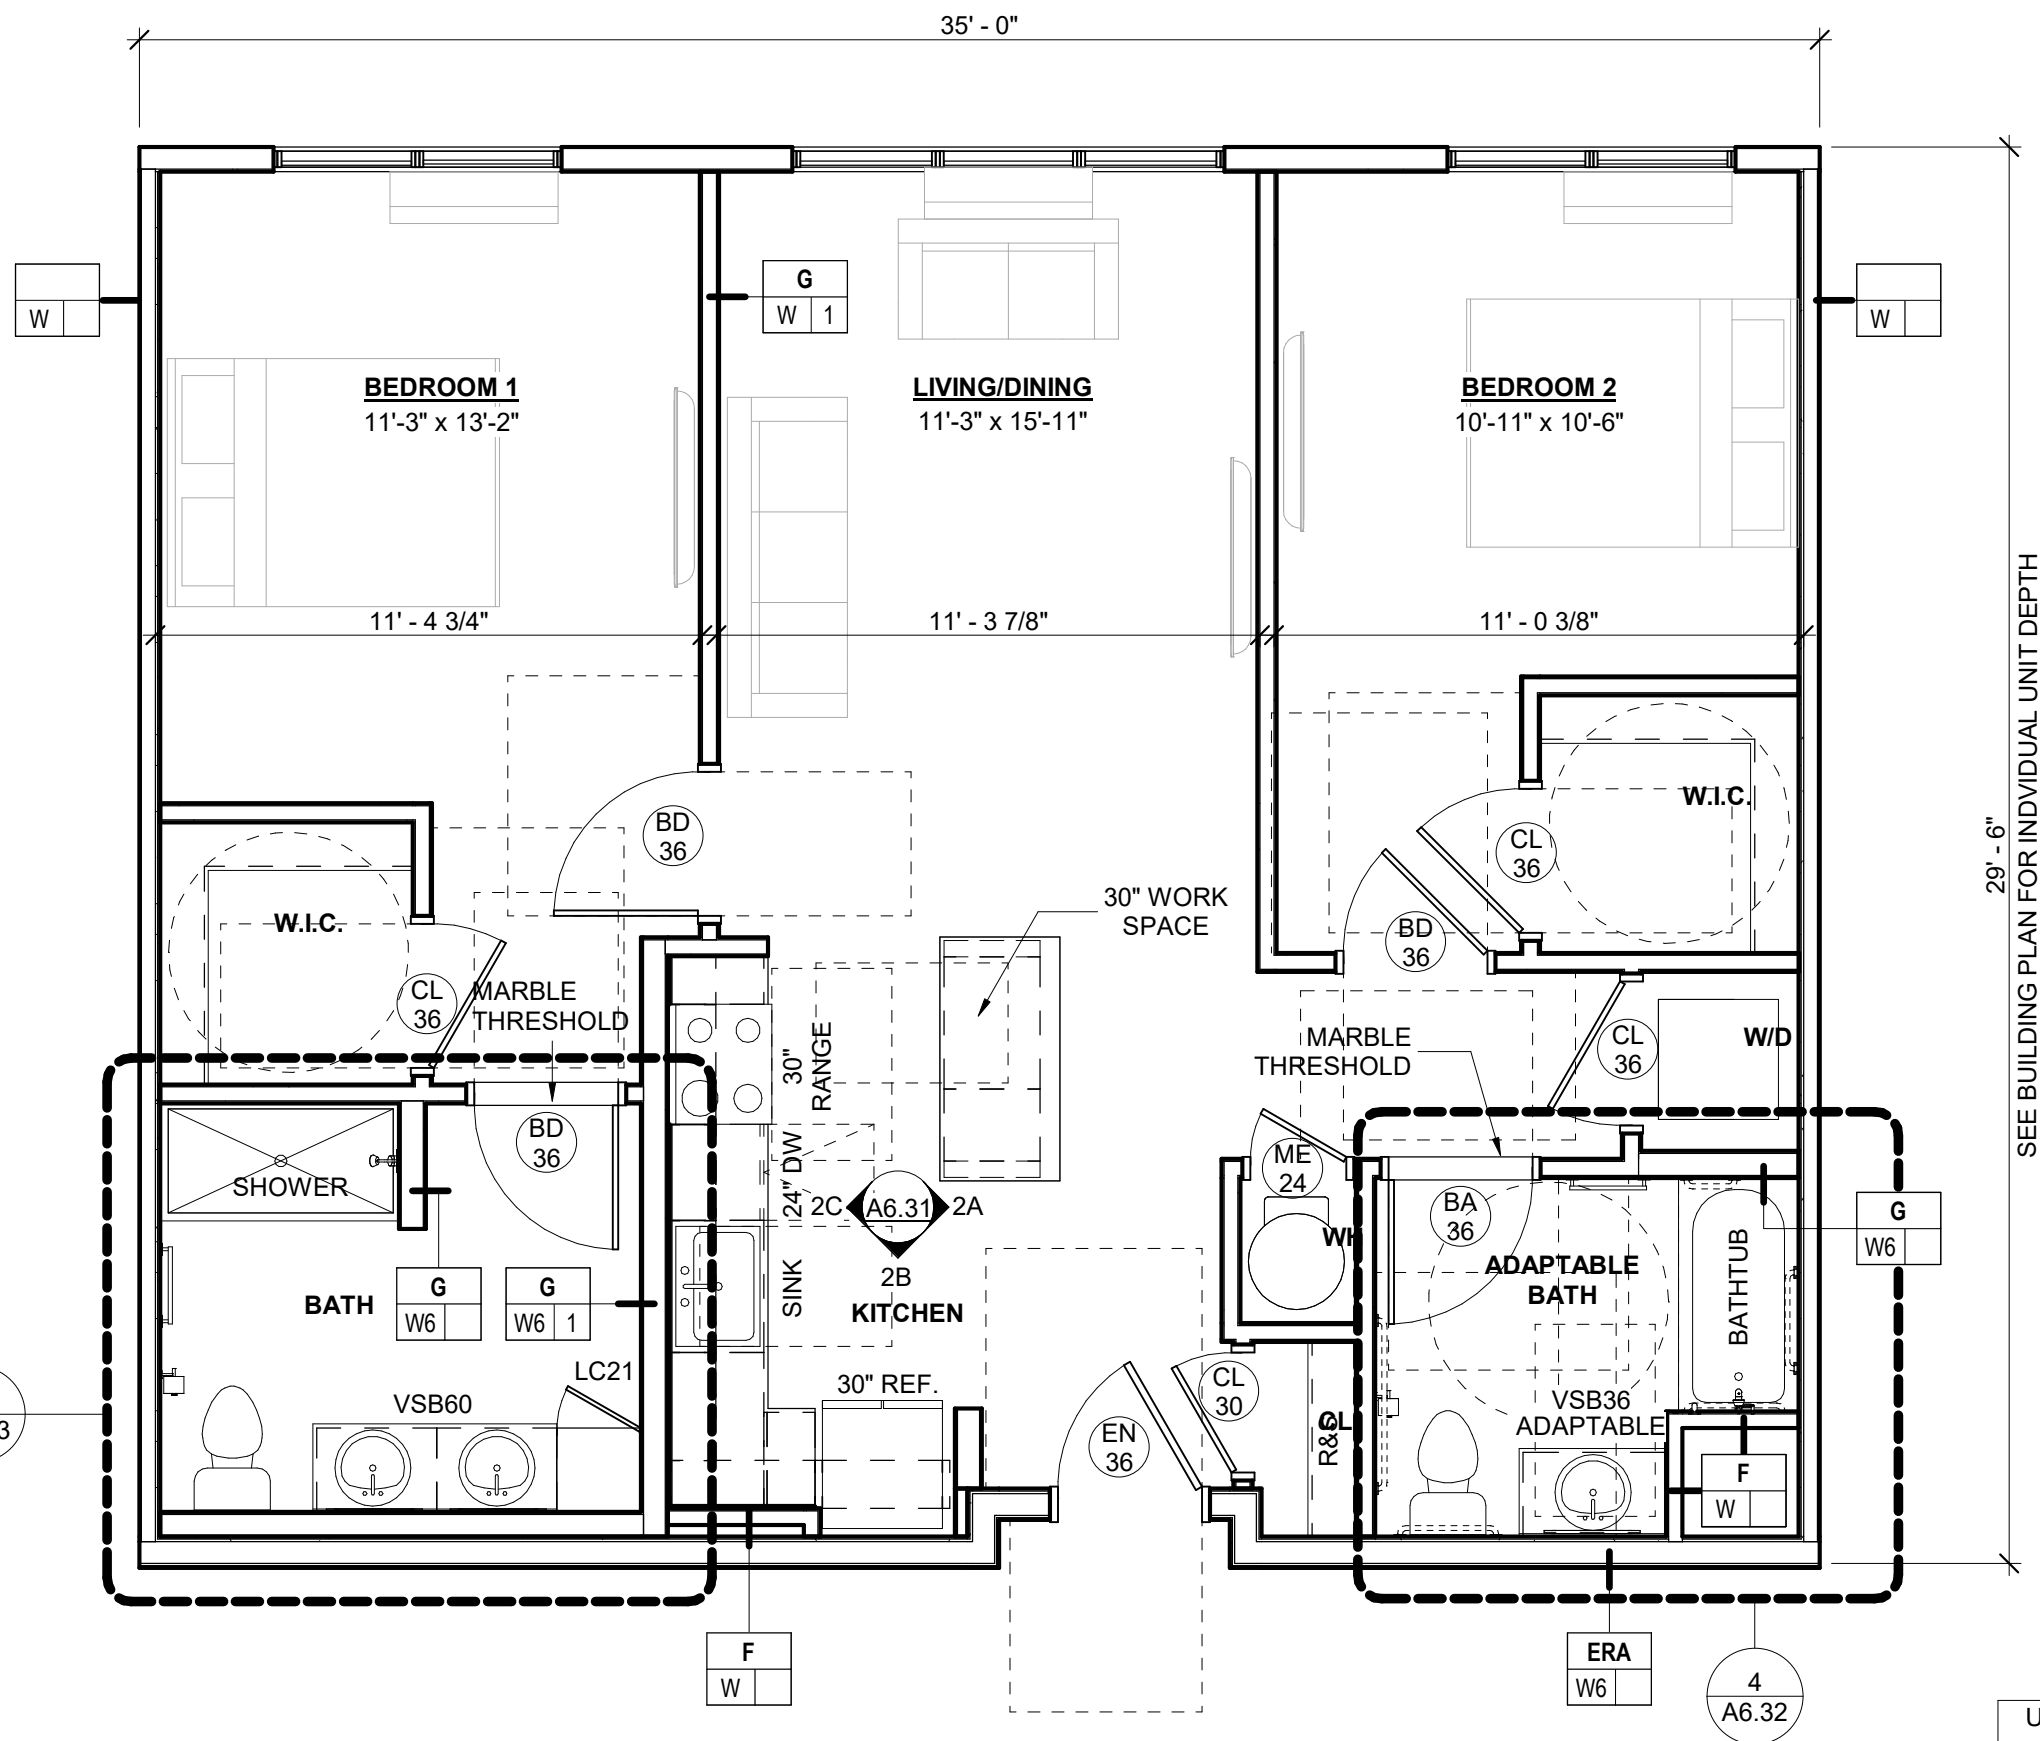 35' - 0"
W
G
W 1
W
BEDROOM 1
11'-3" x 13'-2"
LIVING/DINING
11'-3" x 15'-11"
BEDROOM 2
10'-11" x 10'-6"
11' - 4 3/4"
11' - 3 7/8"
11' - 0 3/8"
29' - 6"
SEE BUILDING PLAN FOR INDVIDUAL UNIT DEPTH
BD
36
W.I.C.
CL
36
30" WORK
SPACE
W.I.C.
BD
36
CL
36
MARBLE
THRESHOLD
30"
RANGE
MARBLE
THRESHOLD
CL
36
W/D
BD
36
SHOWER
24" DW
2C
A6.31
2A
2B
ME
24
BA
36
G
W6
BATH
G
W6
G
W6 1
SINK
KITCHEN
WH
ADAPTABLE
BATH
BATHTUB
LC21
VSB60
30" REF.
CL
30
CL
R&S
VSB36
ADAPTABLE
EN
36
F
W
3
F
W
ERA
W6
4
A6.32
U